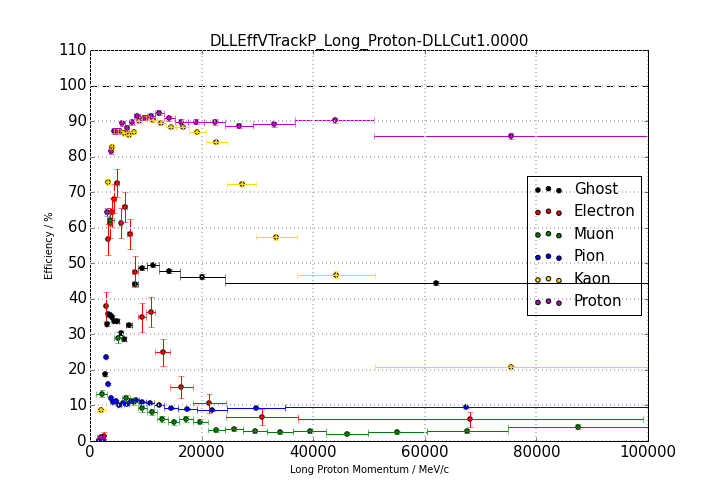 DLLEffVTrackP_Long_Proton-DLLCut1.0000
110
100
90
80
70
60
50
40
30
20
10
0
Efficiency / %
Ghost
Electron
Muon
Pion
Kaon
Proton
0 20000 40000 60000 80000 100000
Long Proton Momentum / MeV/c